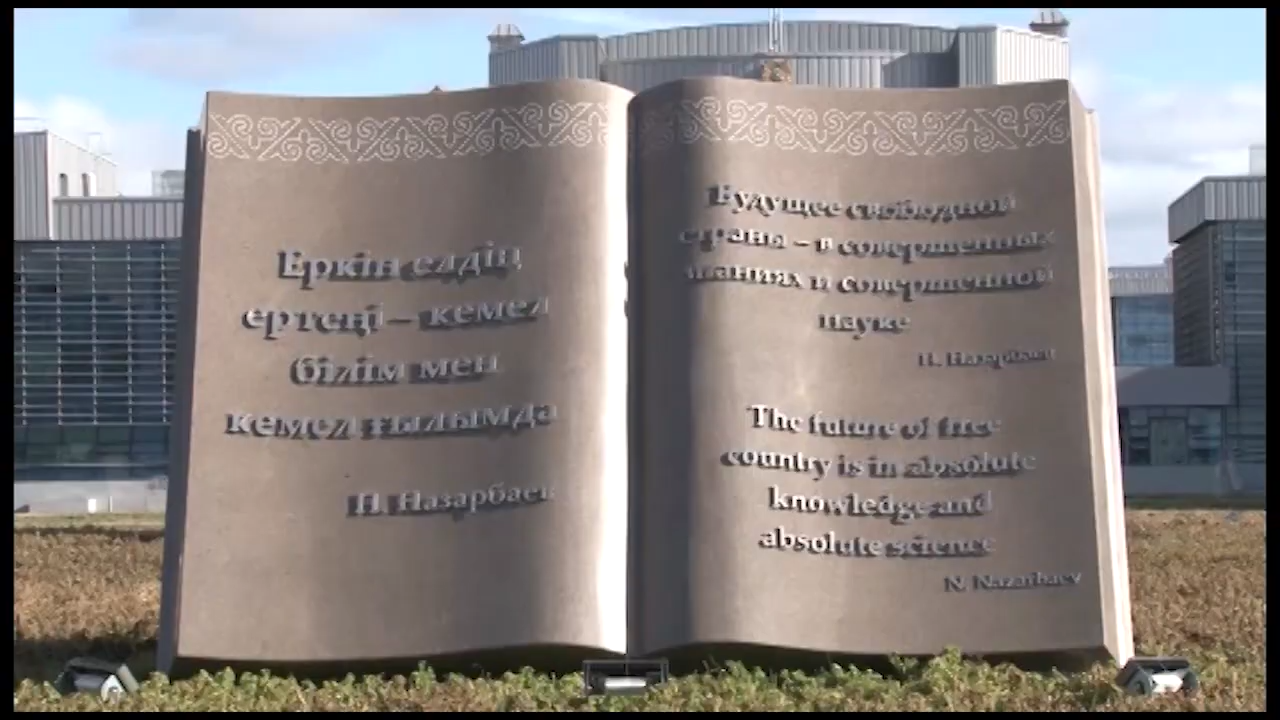 Еркін елдің
ертеңі – кемел
білім мен
кемел ғылымда
Н. Назарбаев
Будущее свободной
страны – в совершенных
знаниях и совершенной
науке
Н. Назарбаев
The future of free
country is in absolute
knowledge and
absolute science
N. Nazarbaev